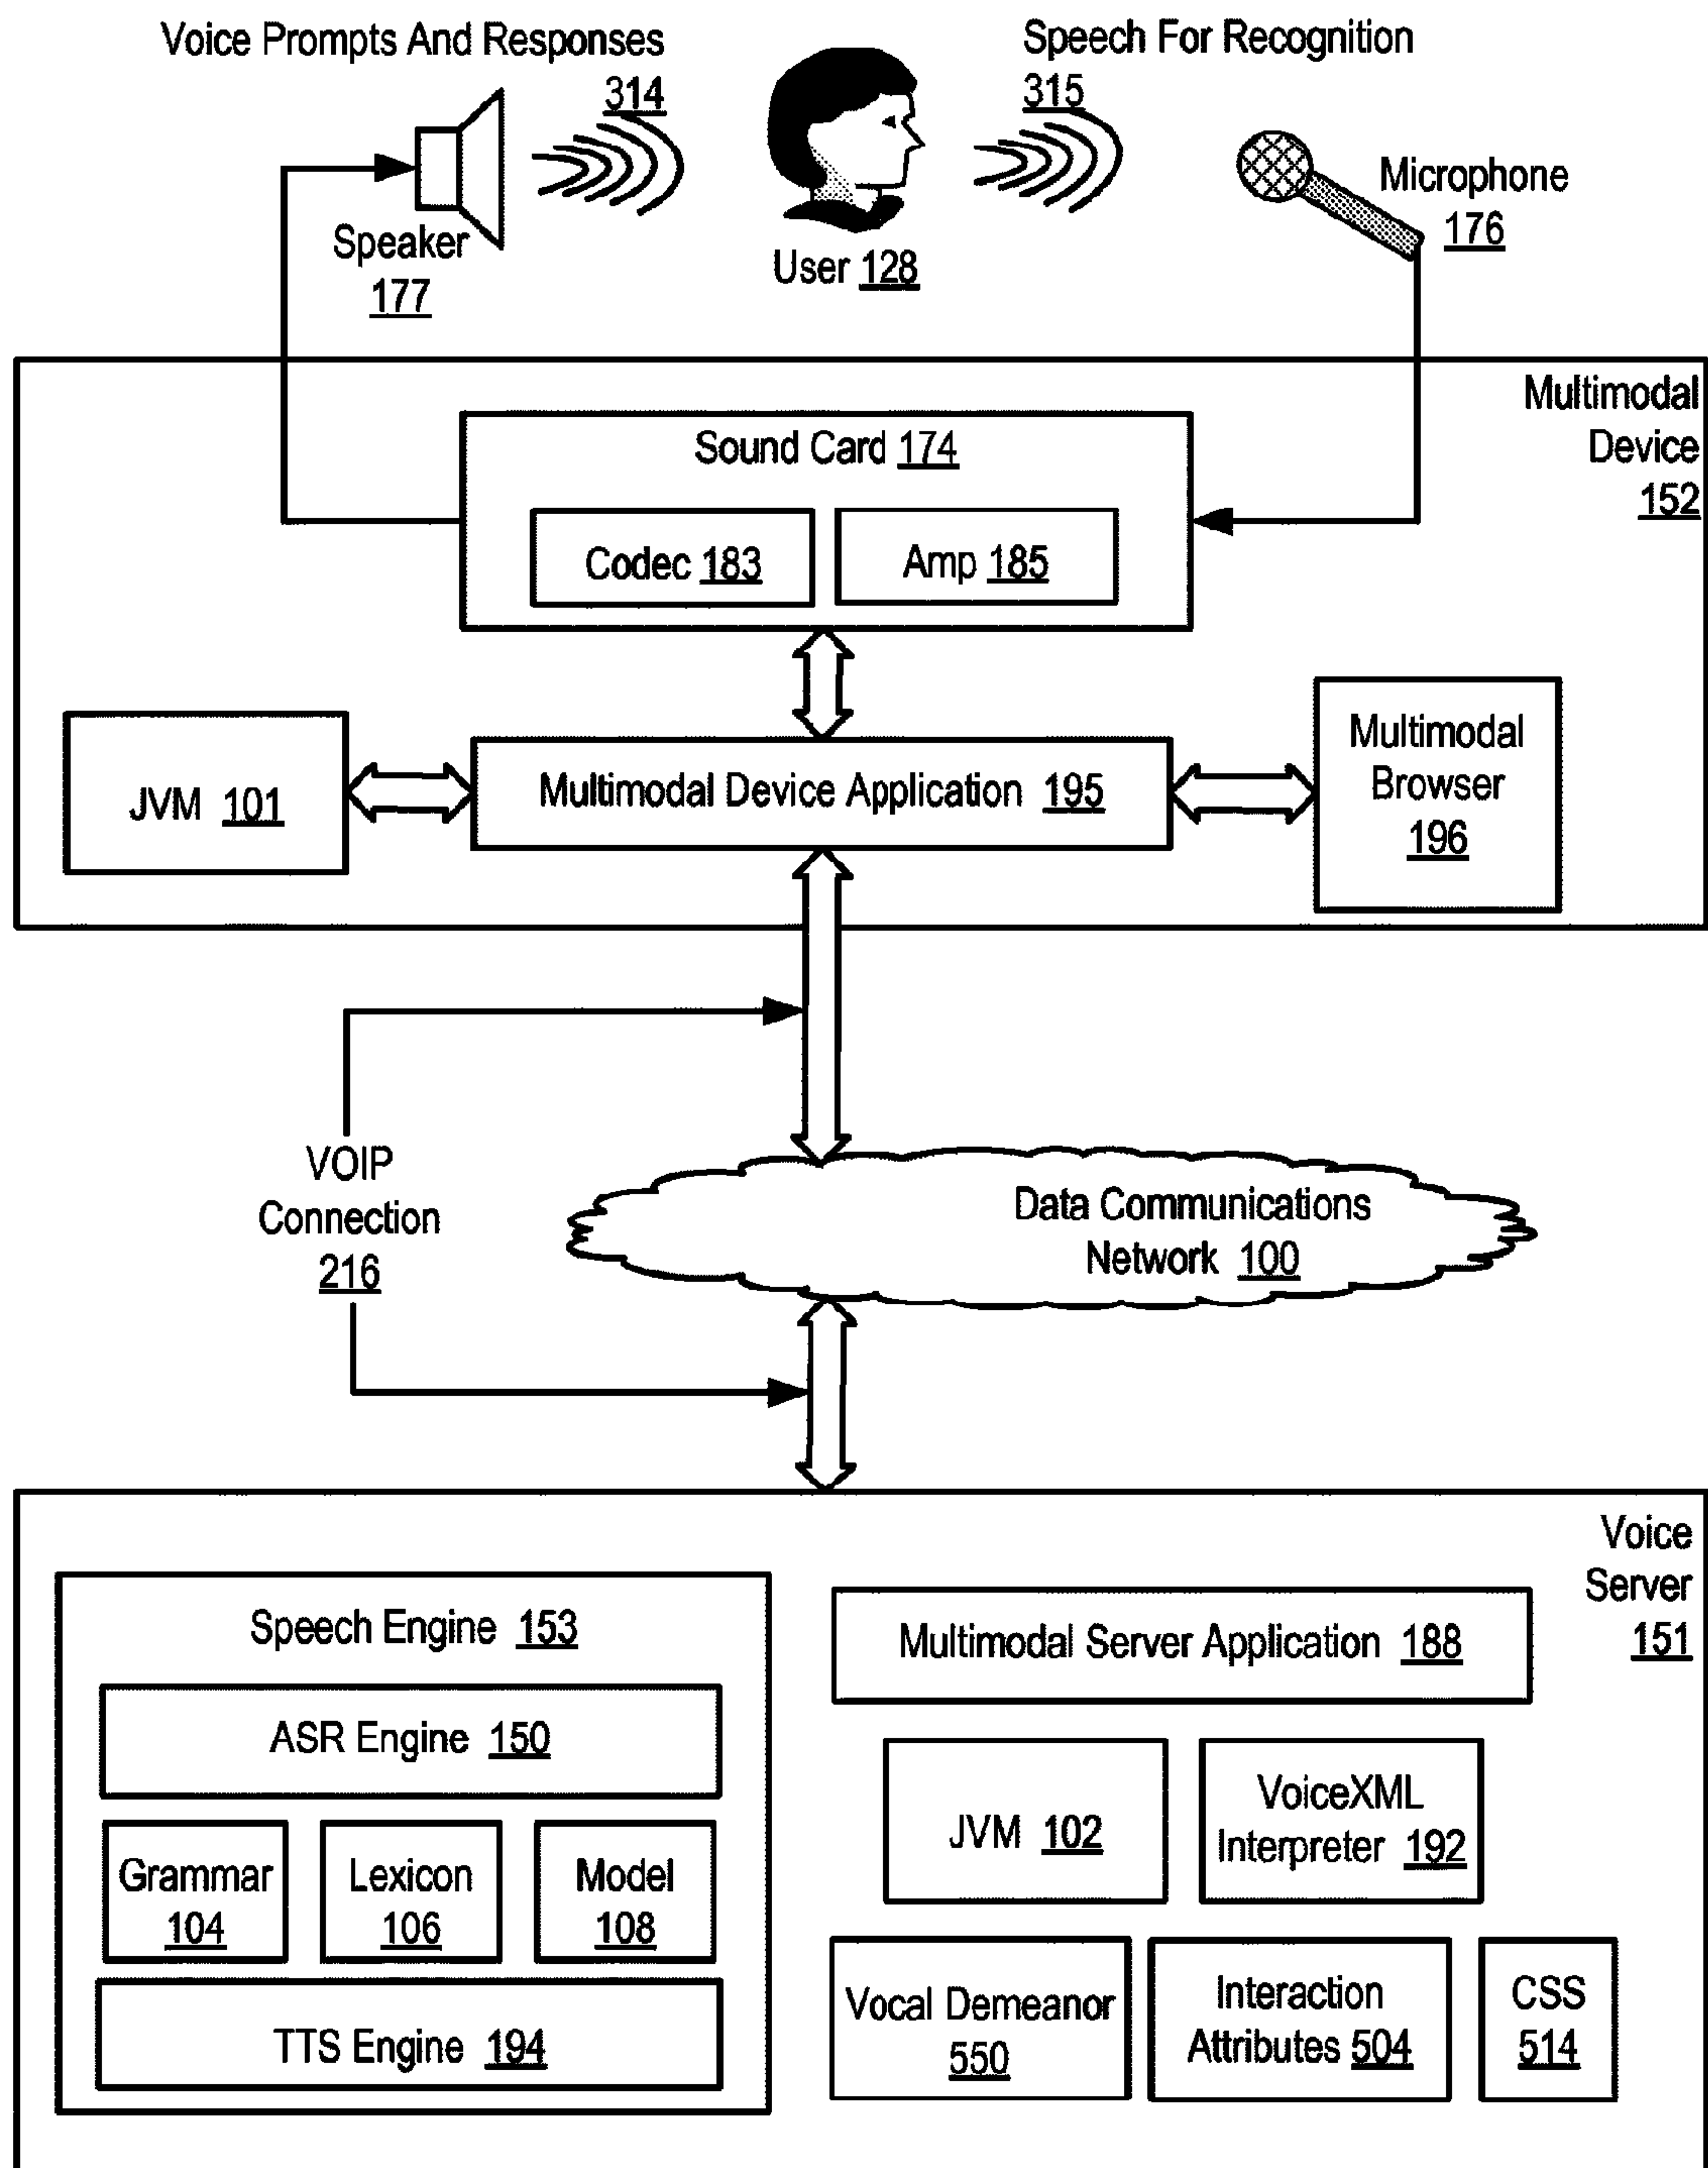 Voice Prompts And Responses
314
Speech For Recognition
315
Speaker
177
User 128
Microphone
176
Multimodal
Device
152
Sound Card 174
Codec 183
Amp 185
JVM 101
Multimodal Device Application 195
Multimodal
Browser
196
VOIP
Connection
216
Data Communications
Network 100
Voice
Server
151
Speech Engine 153
ASR Engine 150
Grammar
104
Lexicon
106
Model
108
TTS Engine 194
Multimodal Server Application 188
JVM 102
VoiceXML
Interpreter 192
Vocal Demeanor
550
Interaction
Attributes 504
CSS
514